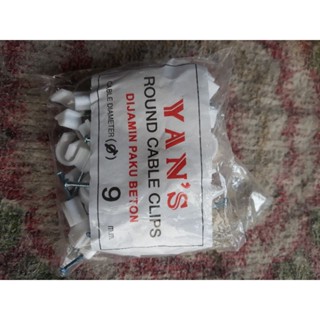 YAN'S
ROUND CABLE CLIPS
DIJAMIN PAKU BETON
CABLE DIAMETER (Ø)
9 m.m